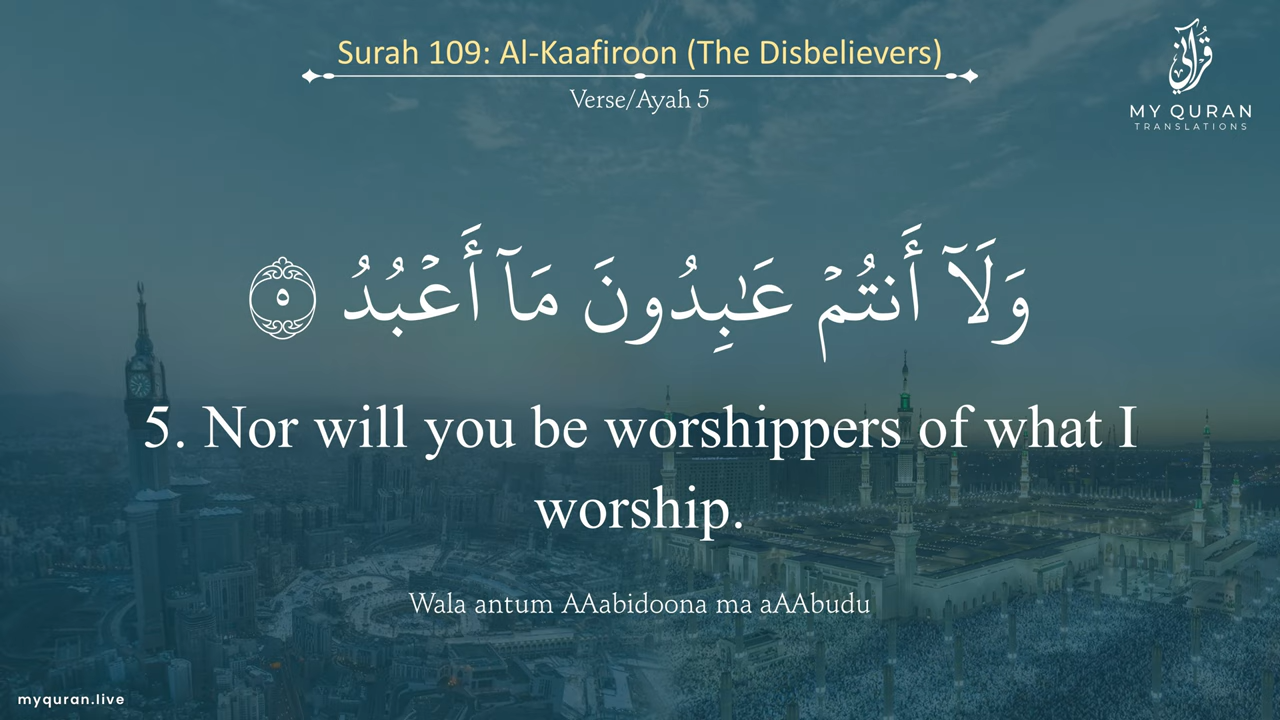 Surah 109: Al-Kaafiroon (The Disbelievers)
Verse/Ayah 5
قرآني
MY QURAN
TRANSLATIONS
وَلَآ أَنتُمْ عَـٰبِدُونَ مَآ أَعْبُدُ ٥
5. Nor will you be worshippers of what I
worship.
Wala antum AAabidoona ma aAAbudu
myquran.live